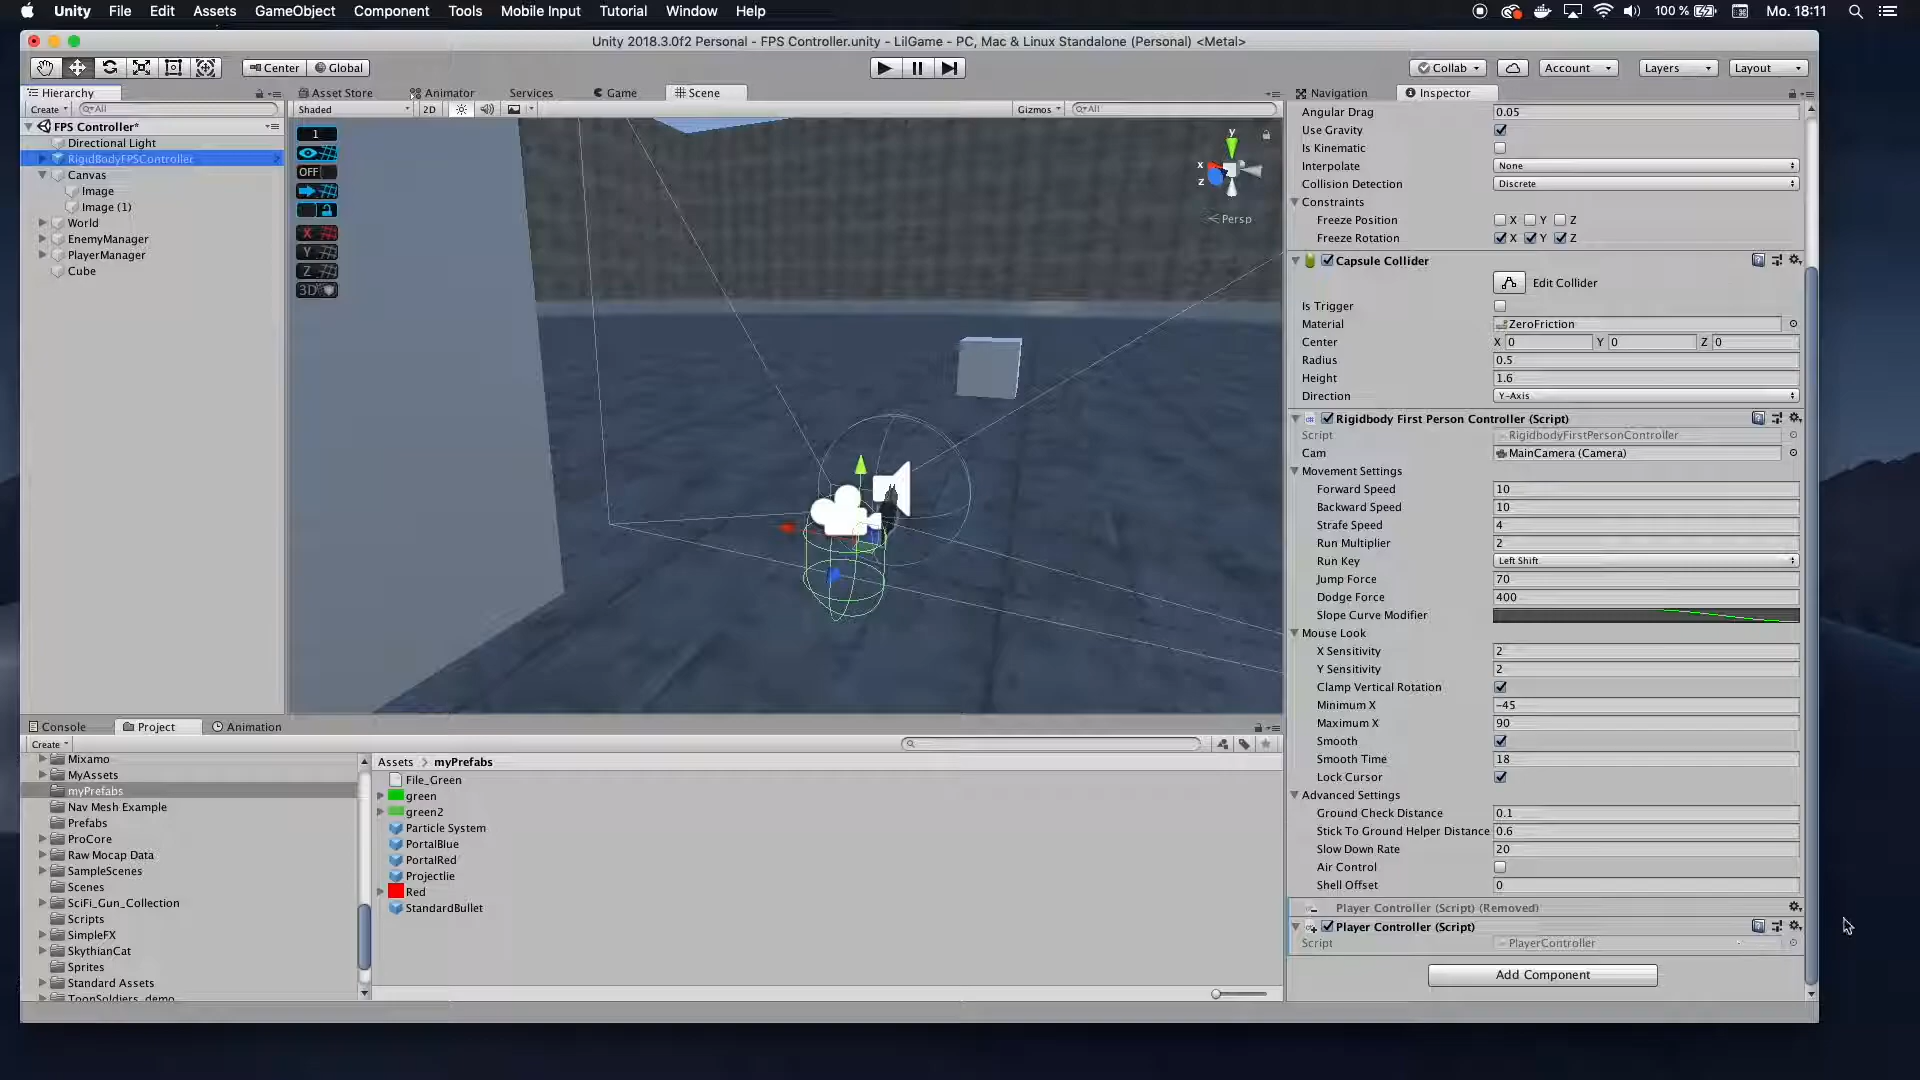 Unity File Edit Assets GameObject Component Tools Mobile Input Tutorial Window Help 100 % Mo. 18:11
Unity 2018.3.0f2 Personal - FPS Controller.unity - LilGame - PC, Mac & Linux Standalone (Personal) <Metal>
Center Global Collab Account Layers Layout
Hierarchy
Create All
FPS Controller*
Directional Light
RigidBodyFPSController
Canvas
Image
Image (1)
World
EnemyManager
PlayerManager
Cube
Asset Store Animator Services Game Scene
Shaded 2D Gizmos All
1
OFF
X
Y
Z
3D
y
x
z
Persp
Navigation Inspector
Angular Drag 0.05
Use Gravity
Is Kinematic
Interpolate None
Collision Detection Discrete
Constraints
Freeze Position X Y Z
Freeze Rotation X Y Z
Capsule Collider
Edit Collider
Is Trigger
Material ZeroFriction
Center X 0 Y 0 Z 0
Radius 0.5
Height 1.6
Direction Y-Axis
Rigidbody First Person Controller (Script)
Script RigidbodyFirstPersonController
Cam MainCamera (Camera)
Movement Settings
Forward Speed 10
Backward Speed 10
Strafe Speed 4
Run Multiplier 2
Run Key Left Shift
Jump Force 70
Dodge Force 400
Slope Curve Modifier
Mouse Look
X Sensitivity 2
Y Sensitivity 2
Clamp Vertical Rotation
Minimum X -45
Maximum X 90
Smooth
Smooth Time 18
Lock Cursor
Advanced Settings
Ground Check Distance 0.1
Stick To Ground Helper Distance 0.6
Slow Down Rate 20
Air Control
Shell Offset 0
Player Controller (Script) (Removed)
Player Controller (Script)
Script PlayerController
Add Component
Console Project Animation
Create
Mixamo
MyAssets
myPrefabs
Nav Mesh Example
Prefabs
ProCore
Raw Mocap Data
SampleScenes
Scenes
SciFi_Gun_Collection
Scripts
SimpleFX
SkythianCat
Sprites
Standard Assets
ToonSoldiers_demo
Assets > myPrefabs
File_Green
green
green2
Particle System
PortalBlue
PortalRed
Projectlie
Red
StandardBullet